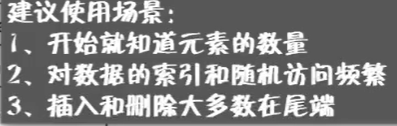 建议使用场景：
1、开始就知道元素的数量
2、对数据的索引和随机访问频繁
3、插入和删除大多数在尾端